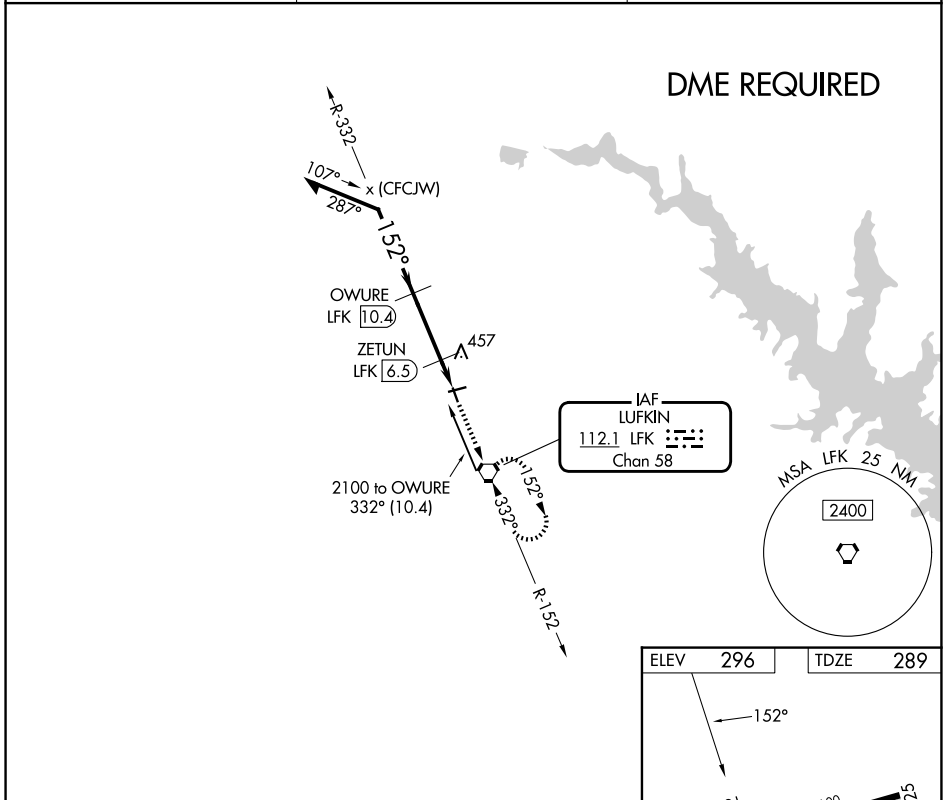 DME REQUIRED
R-332
107°
(CFCJW)
287°
152°
OWURE
LFK 10.4
457
ZETUN
LFK 6.5
IAF
LUFKIN
112.1 LFK
Chan 58
MSA LFK 25 NM
2400
2100 to OWURE
332° (10.4)
152°
332°
R-152
ELEV 296
TDZE 289
152°
25